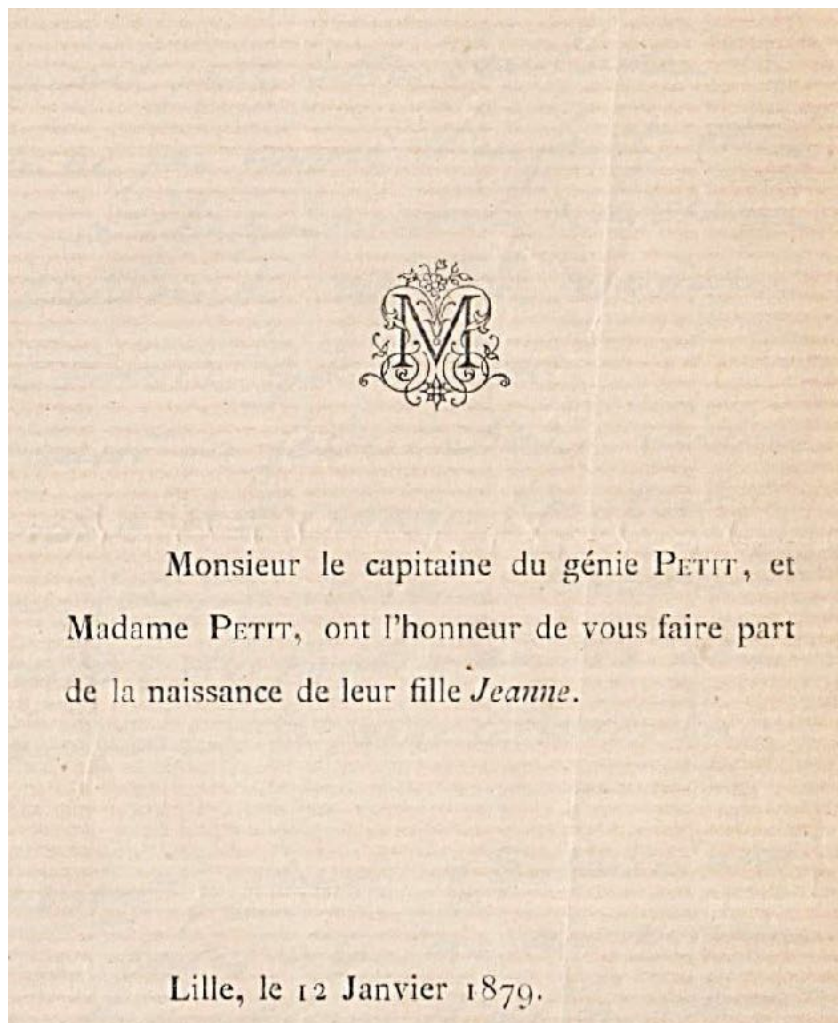 M
Monsieur le capitaine du génie PETIT, et
Madame PETIT, ont l'honneur de vous faire part
de la naissance de leur fille Jeanne.
Lille, le 12 Janvier 1879.